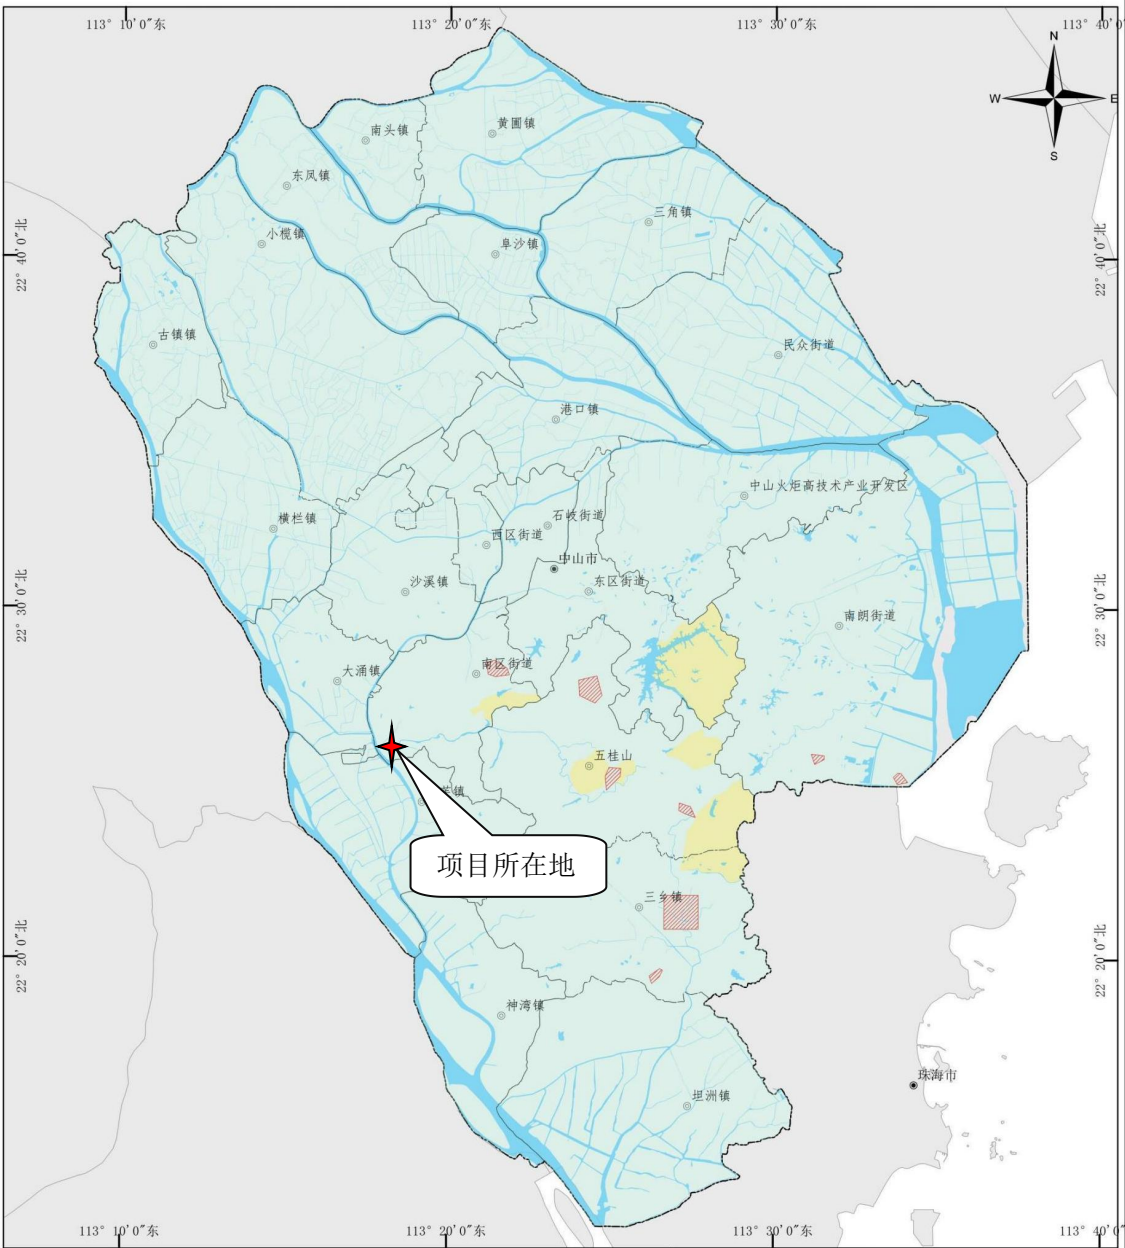 113° 10′0″东
113° 20′0″东
113° 30′0″东
113° 40′0″
N
W
E
S
南头镇
黄圃镇
东凤镇
三角镇
小榄镇
阜沙镇
22° 40′0″北
22° 40′0″北
古镇镇
民众街道
港口镇
中山火炬高技术产业开发区
横栏镇
石岐街道
西区街道
中山市
沙溪镇
东区街道
22° 30′0″北
22° 30′0″北
南朗街道
大涌镇
南区街道
五桂山
镇
项目所在地
三乡镇
22° 20′0″北
22° 20′0″北
神湾镇
珠海市
坦洲镇
113° 10′0″东
113° 20′0″东
113° 30′0″东
113° 40′0″